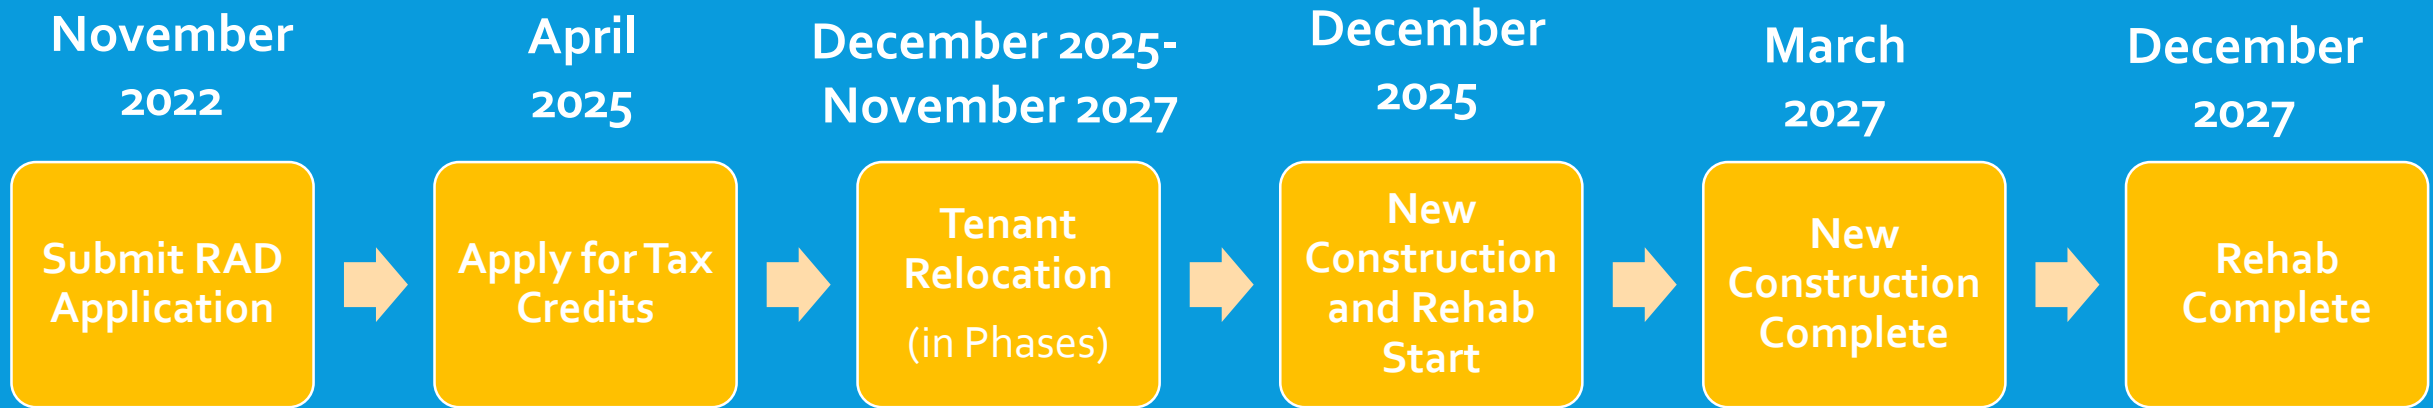 November
2022
Submit RAD
Application
April
2025
Apply for Tax
Credits
December 2025-
November 2027
Tenant
Relocation
(in Phases)
December
2025
New
Construction
and Rehab
Start
March
2027
New
Construction
Complete
December
2027
Rehab
Complete